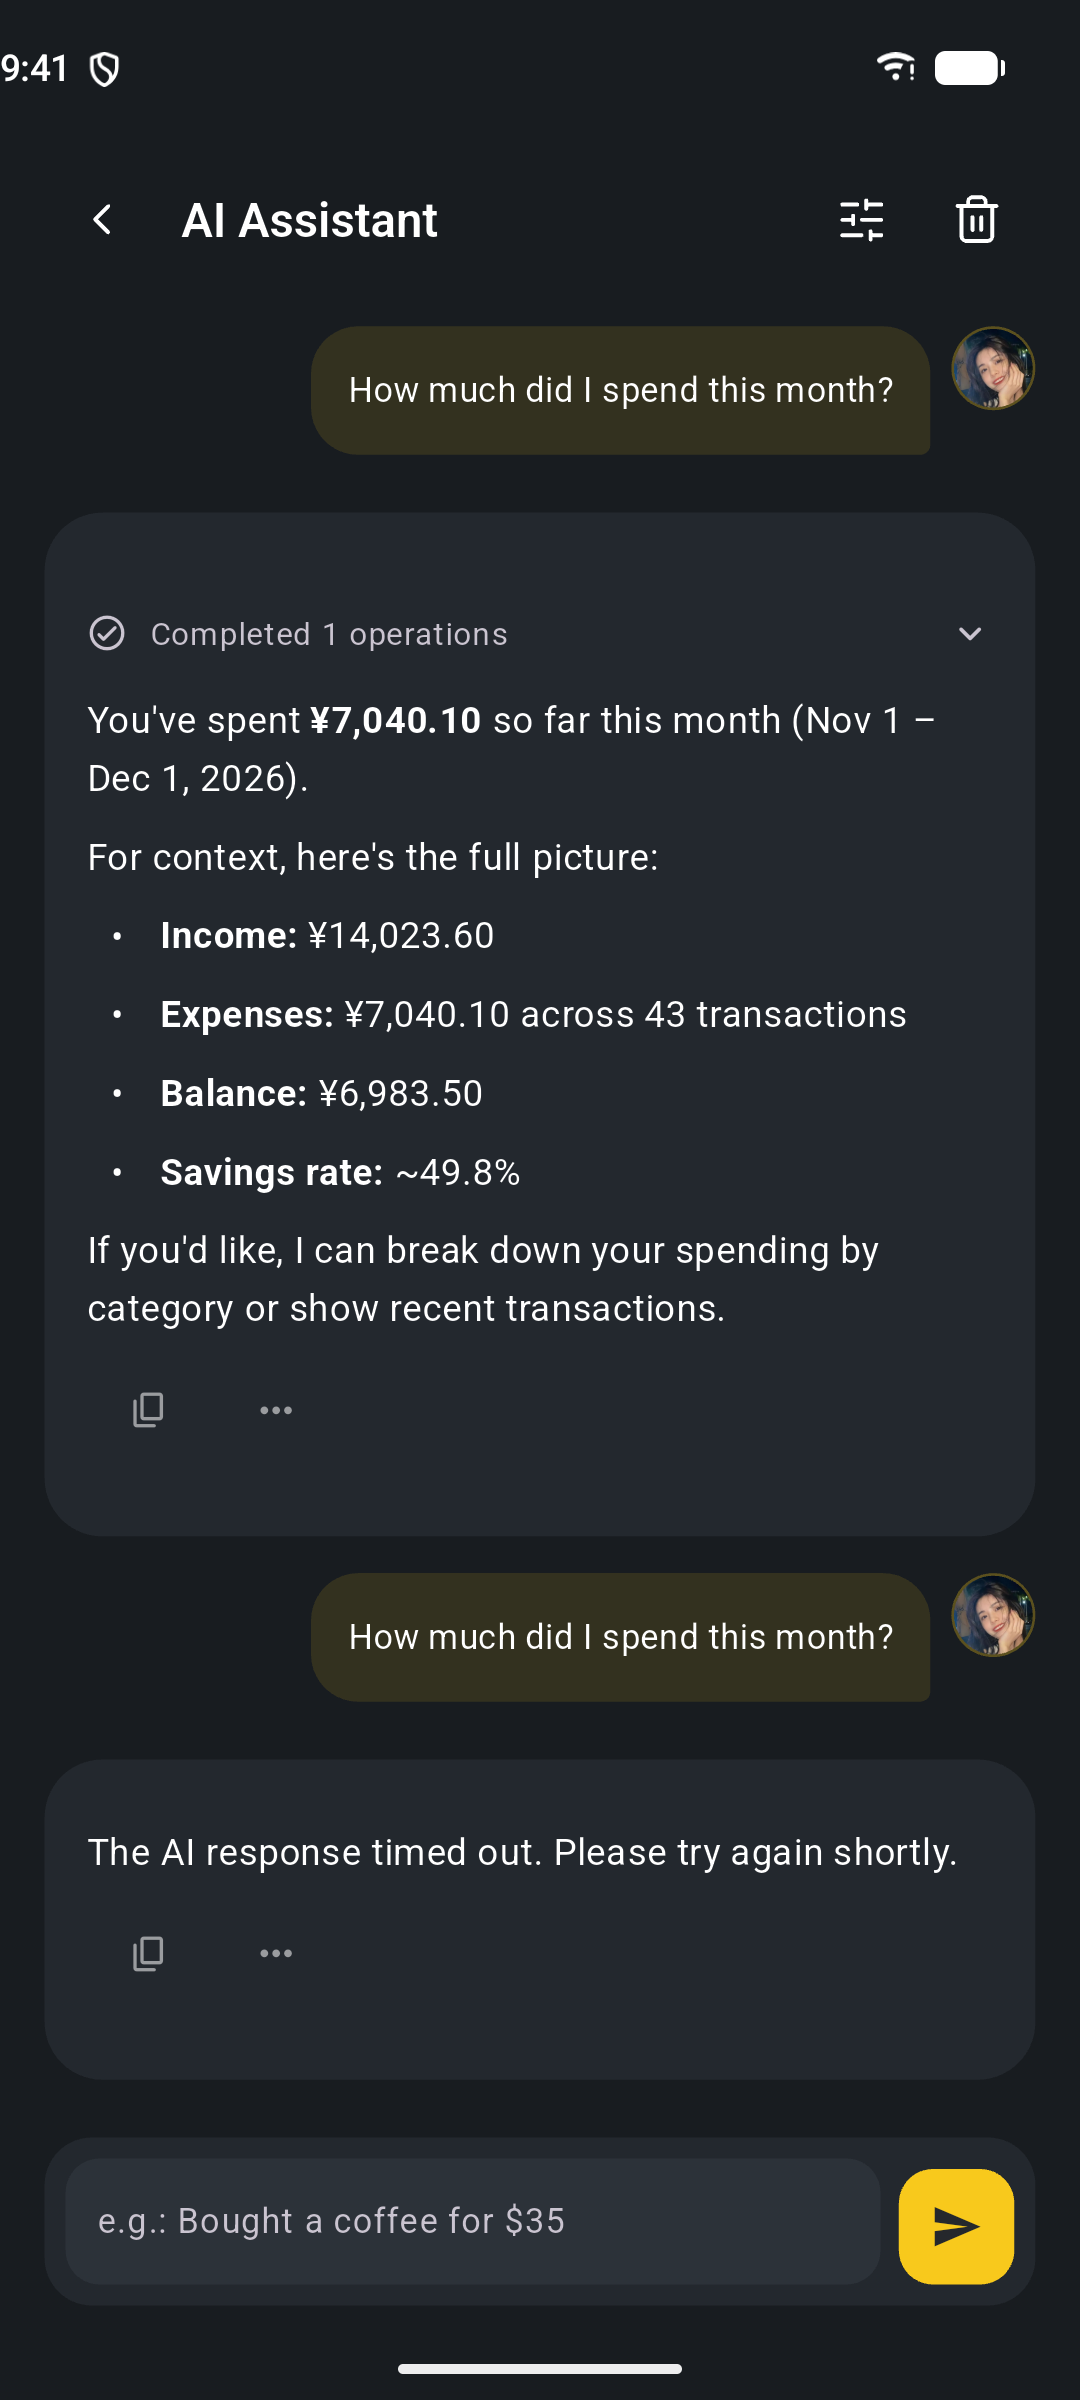 9:41
AI Assistant
How much did I spend this month?
Completed 1 operations
You've spent ¥7,040.10 so far this month (Nov 1 –
Dec 1, 2026).
For context, here's the full picture:
• Income: ¥14,023.60
• Expenses: ¥7,040.10 across 43 transactions
• Balance: ¥6,983.50
• Savings rate: ~49.8%
If you'd like, I can break down your spending by
category or show recent transactions.
How much did I spend this month?
The AI response timed out. Please try again shortly.
e.g.: Bought a coffee for $35